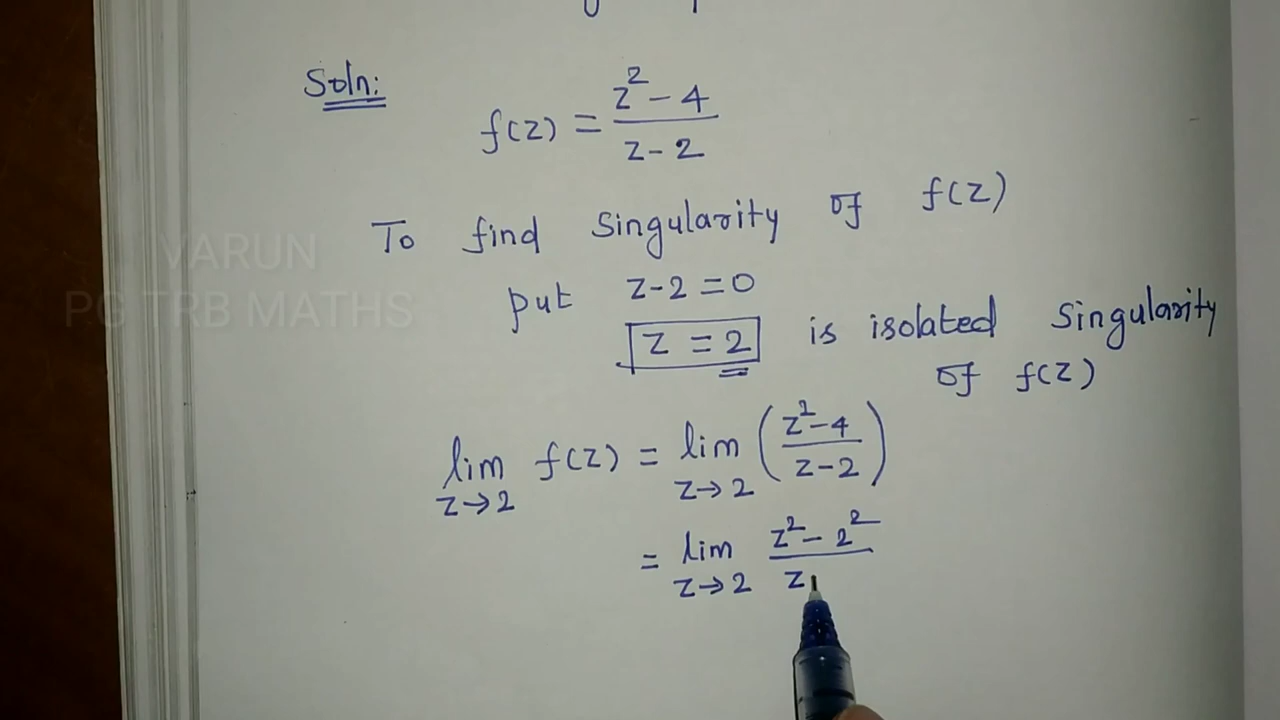 Soln:
f(z) = z² - 4 / z - 2
To find singularity of f(z)
put z - 2 = 0
z = 2 is isolated singularity
of f(z)
lim z→2 f(z) = lim z→2 (z² - 4 / z - 2)
= lim z→2 z² - 2² / z
VARUN
PG TRB MATHS